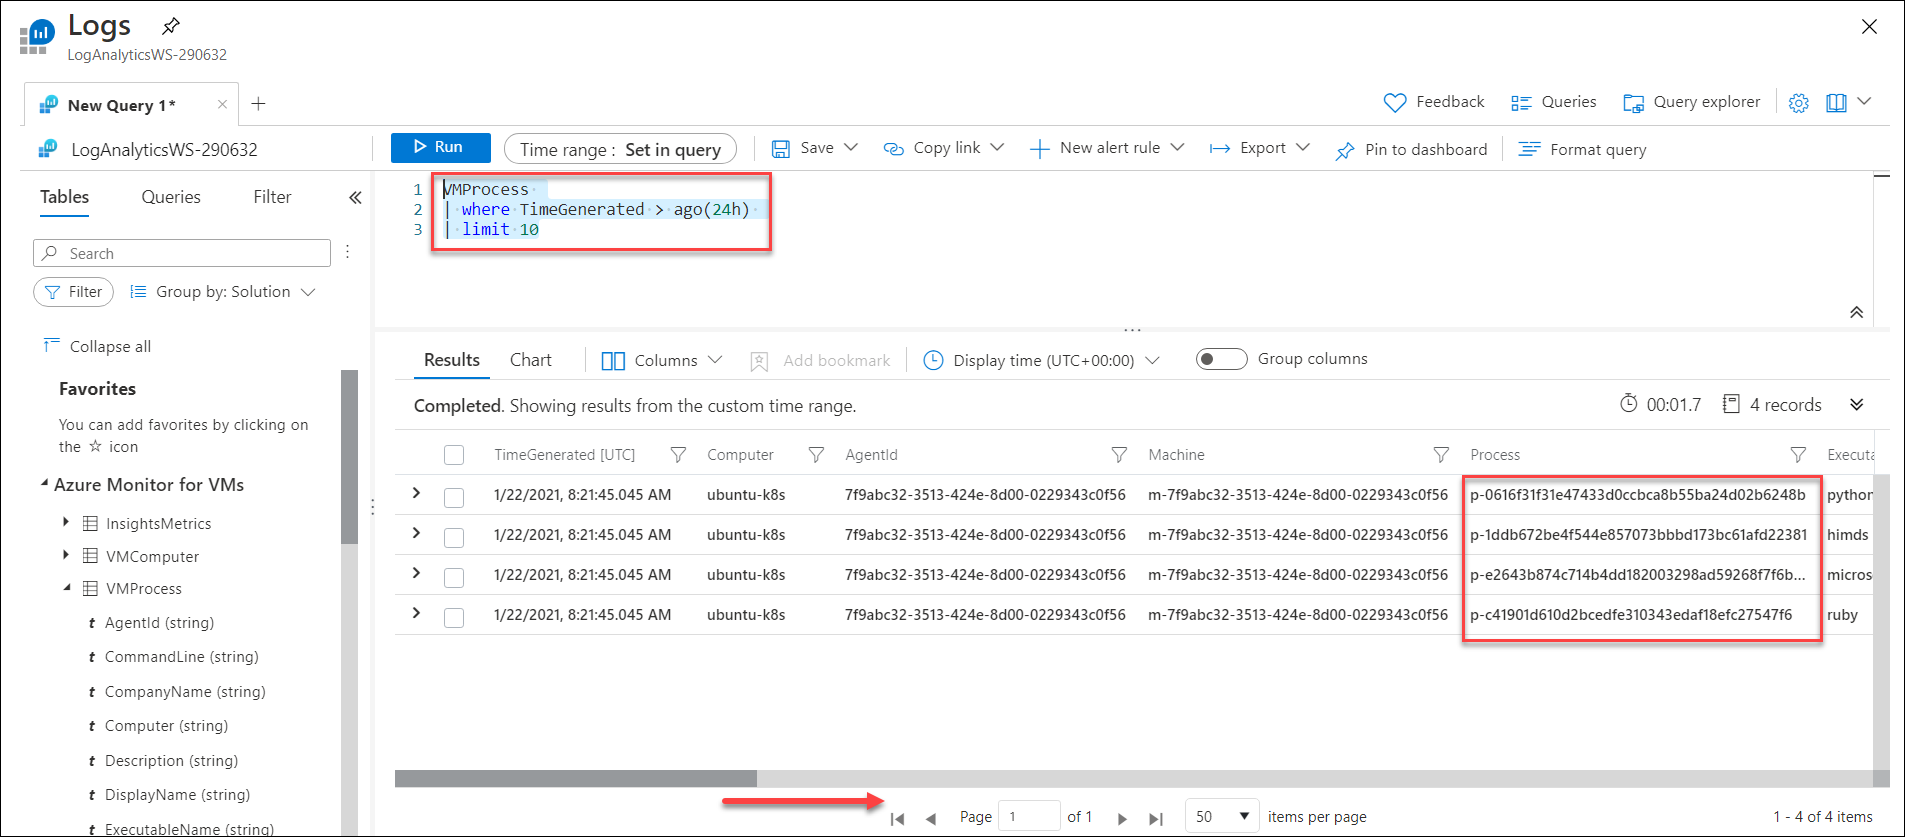 Logs
LogAnalyticsWS-290632
New Query 1*
Feedback Queries Query explorer
LogAnalyticsWS-290632
Run Time range : Set in query Save Copy link New alert rule Export Pin to dashboard Format query
Tables Queries Filter
Search
Filter Group by: Solution
Collapse all
Favorites
You can add favorites by clicking on
the ☆ icon
Azure Monitor for VMs
InsightsMetrics
VMComputer
VMProcess
t AgentId (string)
t CommandLine (string)
t CompanyName (string)
t Computer (string)
t Description (string)
t DisplayName (string)
t ExecutableName (string)
1 VMProcess
2 | where TimeGenerated > ago(24h)
3 | limit 10
Results Chart Columns Add bookmark Display time (UTC+00:00) Group columns
Completed. Showing results from the custom time range. 00:01.7 4 records
TimeGenerated [UTC] Computer AgentId Machine Process Executa
1/22/2021, 8:21:45.045 AM ubuntu-k8s 7f9abc32-3513-424e-8d00-0229343c0f56 m-7f9abc32-3513-424e-8d00-0229343c0f56 p-0616f31f31e47433d0ccbca8b55ba24d02b6248b python
1/22/2021, 8:21:45.045 AM ubuntu-k8s 7f9abc32-3513-424e-8d00-0229343c0f56 m-7f9abc32-3513-424e-8d00-0229343c0f56 p-1ddb672be4f544e857073bbbd173bc61afd22381 himds
1/22/2021, 8:21:45.045 AM ubuntu-k8s 7f9abc32-3513-424e-8d00-0229343c0f56 m-7f9abc32-3513-424e-8d00-0229343c0f56 p-e2643b874c714b4dd182003298ad59268f7f6b... micros
1/22/2021, 8:21:45.045 AM ubuntu-k8s 7f9abc32-3513-424e-8d00-0229343c0f56 m-7f9abc32-3513-424e-8d00-0229343c0f56 p-c41901d610d2bcedfe310343edaf18efc27547f6 ruby
Page 1 of 1 50 items per page 1 - 4 of 4 items